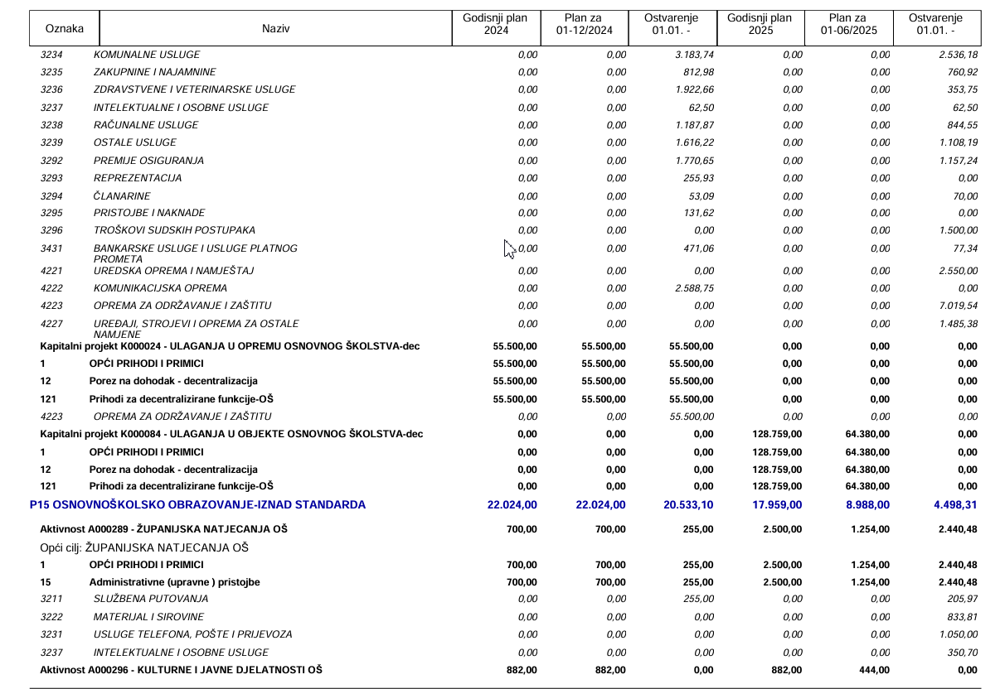 Oznaka Naziv Godisnji plan 2024 Plan za 01-12/2024 Ostvarenje 01.01. - Godisnji plan 2025 Plan za 01-06/2025 Ostvarenje 01.01. -
3234 KOMUNALNE USLUGE 0,00 0,00 3.183,74 0,00 0,00 2.536,18
3235 ZAKUPNINE I NAJAMNINE 0,00 0,00 812,98 0,00 0,00 760,92
3236 ZDRAVSTVENE I VETERINARSKE USLUGE 0,00 0,00 1.922,66 0,00 0,00 353,75
3237 INTELEKTUALNE I OSOBNE USLUGE 0,00 0,00 62,50 0,00 0,00 62,50
3238 RAČUNALNE USLUGE 0,00 0,00 1.187,87 0,00 0,00 844,55
3239 OSTALE USLUGE 0,00 0,00 1.616,22 0,00 0,00 1.108,19
3292 PREMIJE OSIGURANJA 0,00 0,00 1.770,65 0,00 0,00 1.157,24
3293 REPREZENTACIJA 0,00 0,00 255,93 0,00 0,00 0,00
3294 ČLANARINE 0,00 0,00 53,09 0,00 0,00 70,00
3295 PRISTOJBE I NAKNADE 0,00 0,00 131,62 0,00 0,00 0,00
3296 TROŠKOVI SUDSKIH POSTUPAKA 0,00 0,00 0,00 0,00 0,00 1.500,00
3431 BANKARSKE USLUGE I USLUGE PLATNOG 0,00 0,00 471,06 0,00 0,00 77,34
PROMETA
4221 UREDSKA OPREMA I NAMJEŠTAJ 0,00 0,00 0,00 0,00 0,00 2.550,00
4222 KOMUNIKACIJSKA OPREMA 0,00 0,00 2.588,75 0,00 0,00 0,00
4223 OPREMA ZA ODRŽAVANJE I ZAŠTITU 0,00 0,00 0,00 0,00 0,00 7.019,54
4227 UREĐAJI, STROJEVI I OPREMA ZA OSTALE 0,00 0,00 0,00 0,00 0,00 1.485,38
NAMJENE
Kapitalni projekt K000024 - ULAGANJA U OPREMU OSNOVNOG ŠKOLSTVA-dec 55.500,00 55.500,00 55.500,00 0,00 0,00 0,00
1 OPĆI PRIHODI I PRIMICI 55.500,00 55.500,00 55.500,00 0,00 0,00 0,00
12 Porez na dohodak - decentralizacija 55.500,00 55.500,00 55.500,00 0,00 0,00 0,00
121 Prihodi za decentralizirane funkcije-OŠ 55.500,00 55.500,00 55.500,00 0,00 0,00 0,00
4223 OPREMA ZA ODRŽAVANJE I ZAŠTITU 0,00 0,00 55.500,00 0,00 0,00 0,00
Kapitalni projekt K000084 - ULAGANJA U OBJEKTE OSNOVNOG ŠKOLSTVA-dec 0,00 0,00 0,00 128.759,00 64.380,00 0,00
1 OPĆI PRIHODI I PRIMICI 0,00 0,00 0,00 128.759,00 64.380,00 0,00
12 Porez na dohodak - decentralizacija 0,00 0,00 0,00 128.759,00 64.380,00 0,00
121 Prihodi za decentralizirane funkcije-OŠ 0,00 0,00 0,00 128.759,00 64.380,00 0,00
P15 OSNOVNOŠKOLSKO OBRAZOVANJE-IZNAD STANDARDA 22.024,00 22.024,00 20.533,10 17.959,00 8.988,00 4.498,31
Aktivnost A000289 - ŽUPANIJSKA NATJECANJA OŠ 700,00 700,00 255,00 2.500,00 1.254,00 2.440,48
Opći cilj: ŽUPANIJSKA NATJECANJA OŠ
1 OPĆI PRIHODI I PRIMICI 700,00 700,00 255,00 2.500,00 1.254,00 2.440,48
15 Administrativne (upravne ) pristojbe 700,00 700,00 255,00 2.500,00 1.254,00 2.440,48
3211 SLUŽBENA PUTOVANJA 0,00 0,00 255,00 0,00 0,00 205,97
3222 MATERIJAL I SIROVINE 0,00 0,00 0,00 0,00 0,00 833,81
3231 USLUGE TELEFONA, POŠTE I PRIJEVOZA 0,00 0,00 0,00 0,00 0,00 1.050,00
3237 INTELEKTUALNE I OSOBNE USLUGE 0,00 0,00 0,00 0,00 0,00 350,70
Aktivnost A000296 - KULTURNE I JAVNE DJELATNOSTI OŠ 882,00 882,00 0,00 882,00 444,00 0,00